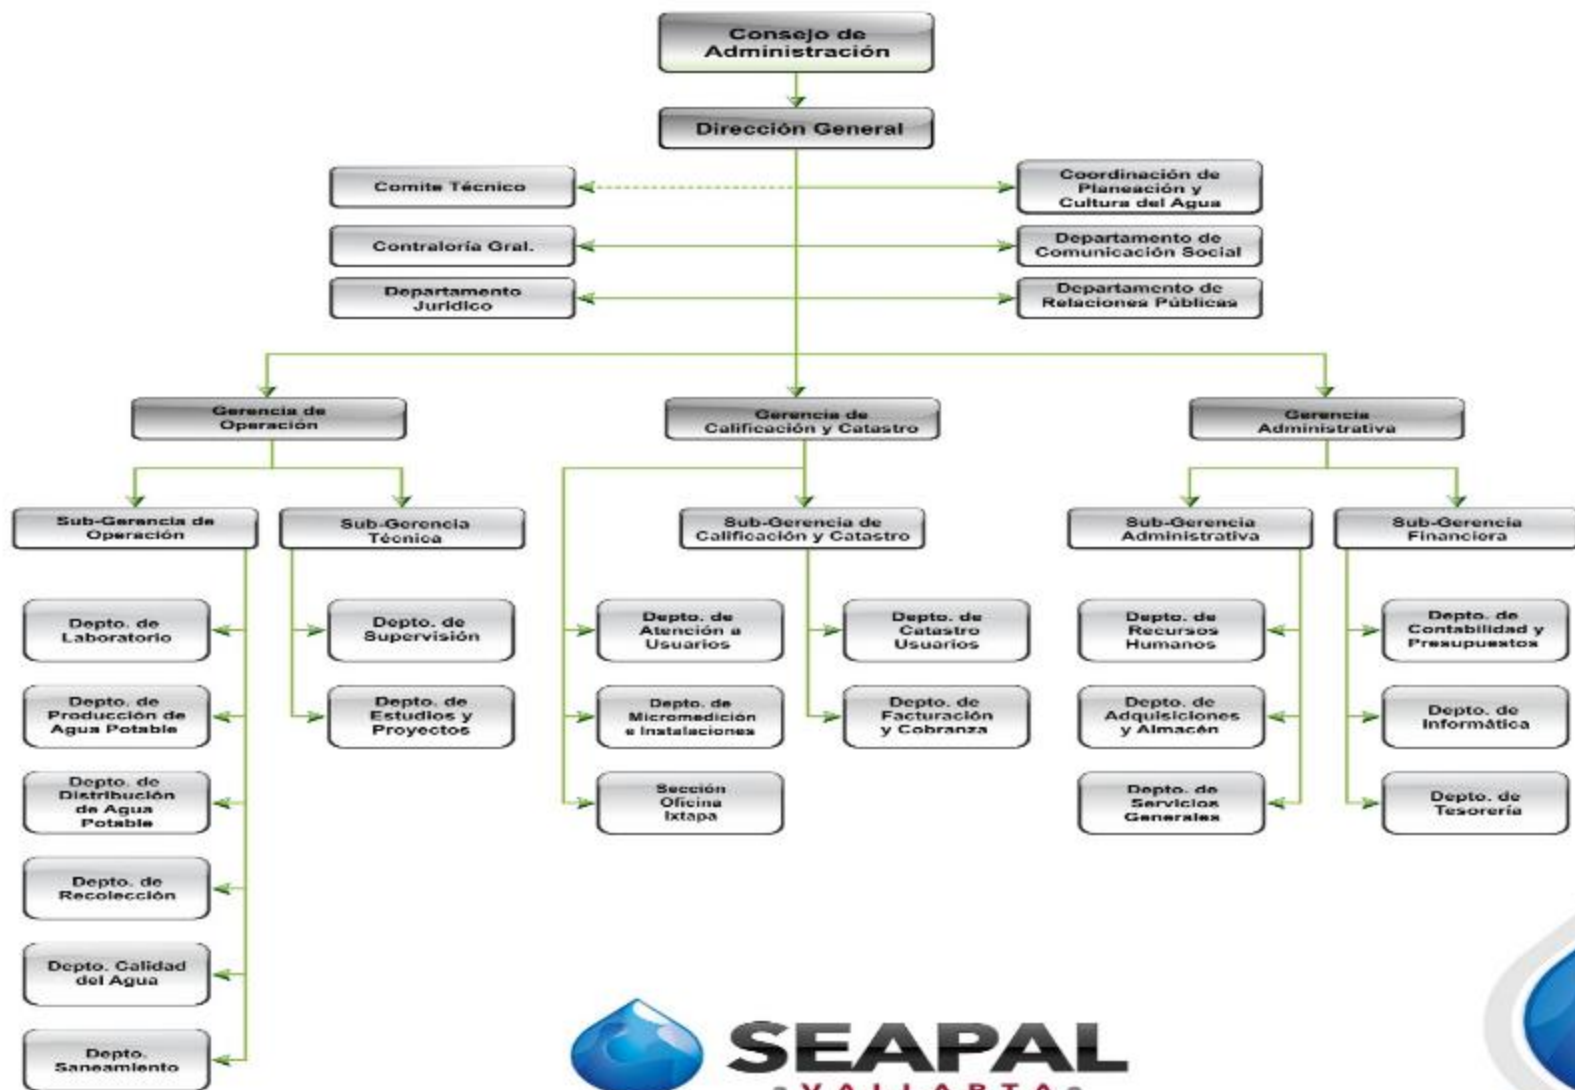 Consejo de
Administración
Dirección General
Comite Técnico
Coordinación de
Planeación y
Cultura del Agua
Contraloría Gral.
Departamento de
Comunicación Social
Departamento
Jurídico
Departamento de
Relaciones Públicas
Gerencia de
Operación
Gerencia de
Calificación y Catastro
Gerencia
Administrativa
Sub-Gerencia de
Operación
Sub-Gerencia
Técnica
Sub-Gerencia de
Calificación y Catastro
Sub-Gerencia
Administrativa
Sub-Gerencia
Financiera
Depto. de
Laboratorio
Depto. de
Supervisión
Depto. de
Atención a
Usuarios
Depto. de
Catastro
Usuarios
Depto. de
Recursos
Humanos
Depto. de
Contabilidad y
Presupuestos
Depto. de
Producción de
Agua Potable
Depto. de
Estudios y
Proyectos
Depto. de
Micromedición
e Instalaciones
Depto. de
Facturación
y Cobranza
Depto. de
Adquisiciones
y Almacén
Depto. de
Informática
Depto. de
Distribución
de Agua
Potable
Sección
Oficina
Ixtapa
Depto. de
Servicios
Generales
Depto. de
Tesorería
Depto. de
Recolección
Depto. Calidad
del Agua
Depto.
Saneamiento
SEAPAL
VALLARTA